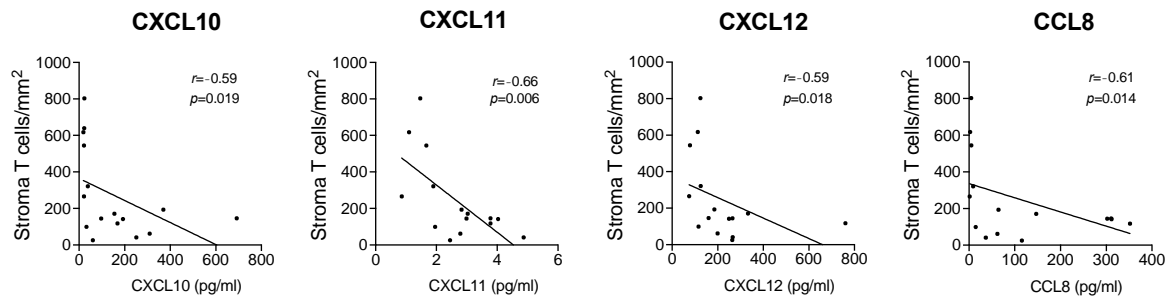 CXCL10
Stroma T cells/mm²
1000
800
600
400
200
0
r=−0.59
p=0.019
0 200 400 600 800
CXCL10 (pg/ml)
CXCL11
Stroma T cells/mm²
1000
800
600
400
200
0
r=−0.66
p=0.006
0 2 4 6
CXCL11 (pg/ml)
CXCL12
Stroma T cells/mm²
1000
800
600
400
200
0
r=−0.59
p=0.018
0 200 400 600 800
CXCL12 (pg/ml)
CCL8
Stroma T cells/mm²
1000
800
600
400
200
0
r=−0.61
p=0.014
0 100 200 300 400
CCL8 (pg/ml)